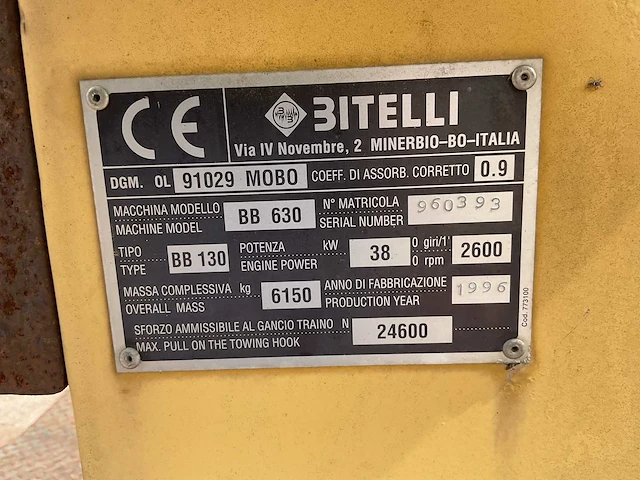 CE
BITELLI
Via IV Novembre, 2 MINERBIO-BO-ITALIA
DGM. OL 91029 MOBO COEFF. DI ASSORB. CORRETTO 0.9
MACCHINA MODELLO BB 630 N° MATRICOLA 960393
MACHINE MODEL SERIAL NUMBER
TIPO BB 130 POTENZA kW 38 0 giri/1' 2600
TYPE ENGINE POWER 0 rpm
MASSA COMPLESSIVA kg 6150 ANNO DI FABBRICAZIONE 1996
OVERALL MASS PRODUCTION YEAR
SFORZO AMMISSIBILE AL GANCIO TRAINO N 24600
MAX. PULL ON THE TOWING HOOK
Cod. 773100